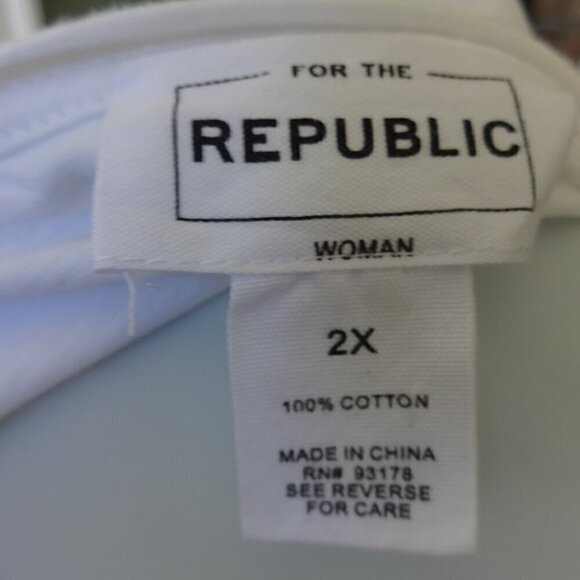 FOR THE
REPUBLIC
WOMAN
2X
100% COTTON
MADE IN CHINA
RN# 93178
SEE REVERSE
FOR CARE